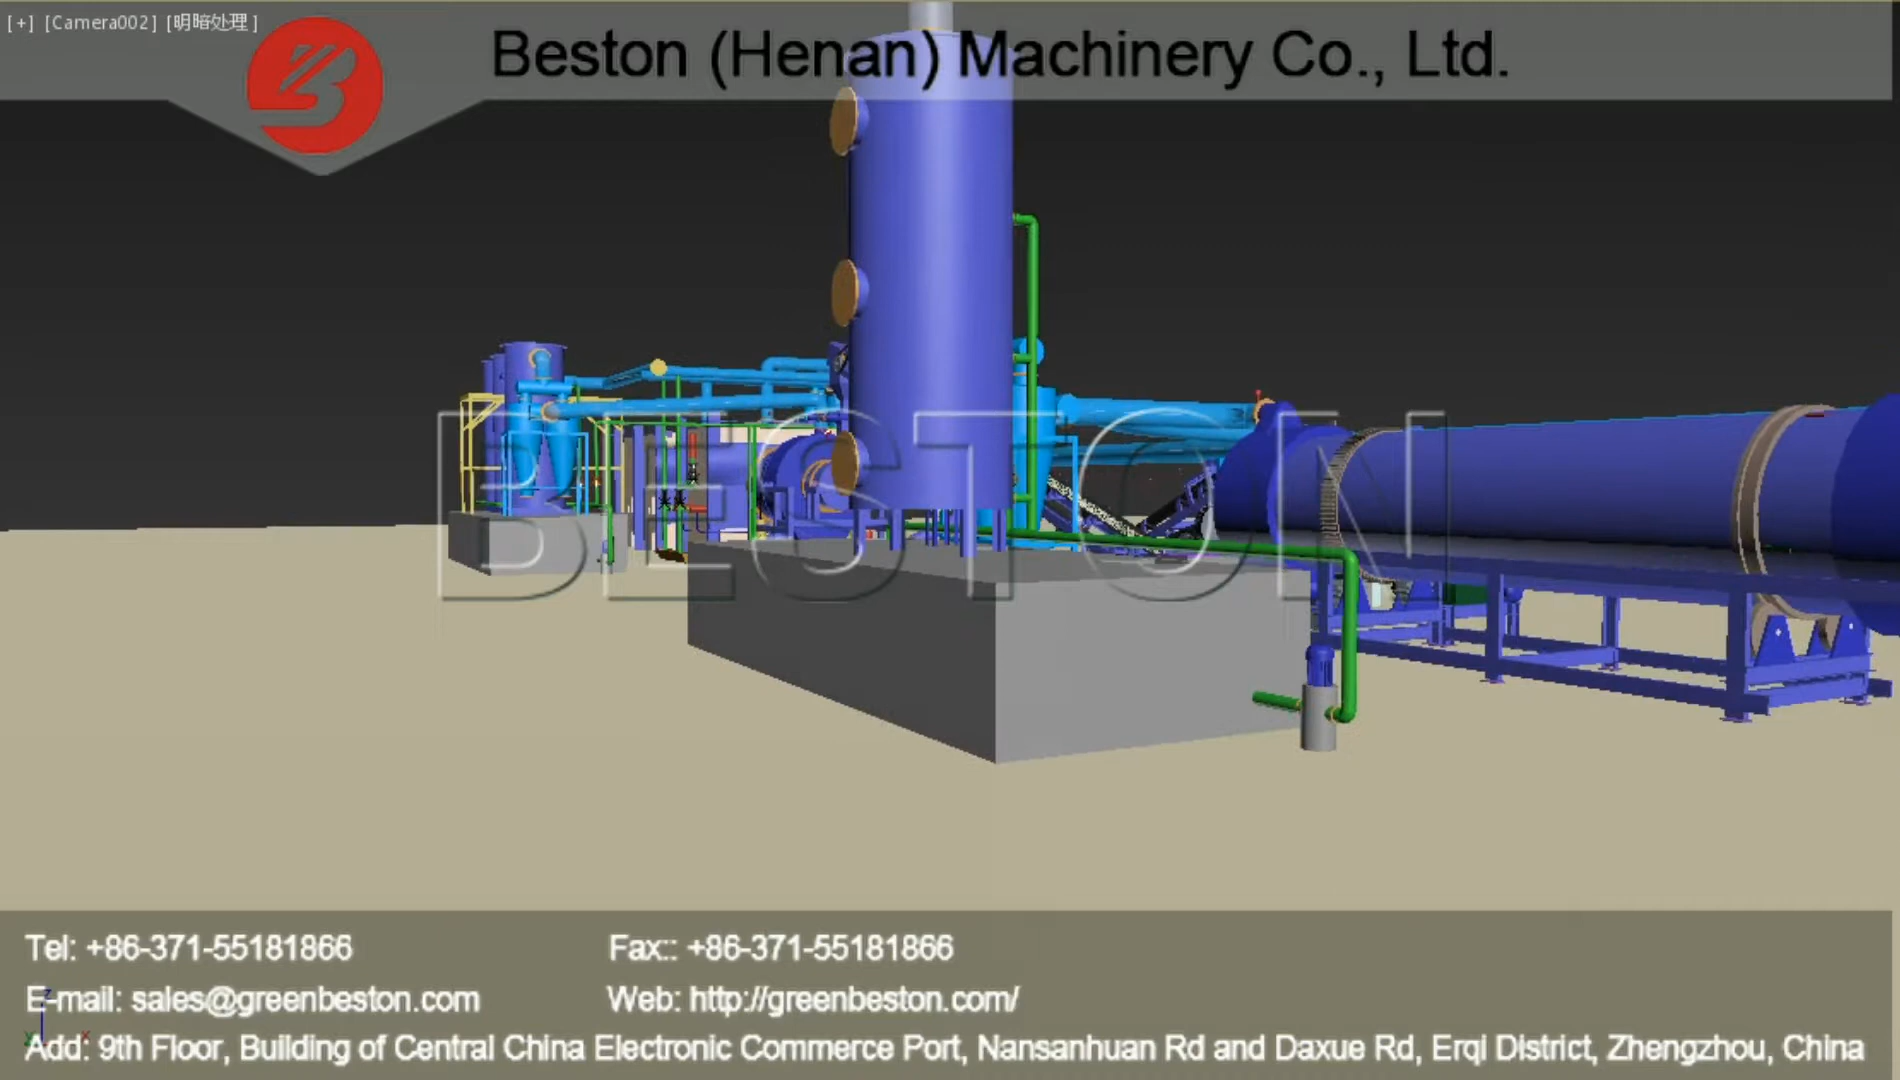 [+] [Camera002] [明暗处理]
Beston (Henan) Machinery Co., Ltd.
BESTON
Tel: +86-371-55181866
Fax:: +86-371-55181866
E-mail: sales@greenbeston.com
Web: http://greenbeston.com/
Add: 9th Floor, Building of Central China Electronic Commerce Port, Nansanhuan Rd and Daxue Rd, Erqi District, Zhengzhou, China